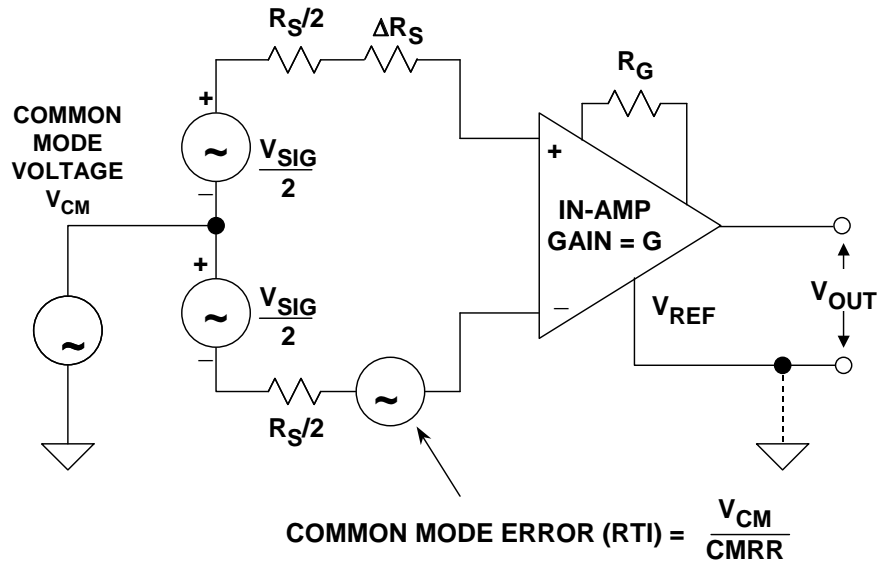 R_S/2
ΔR_S
R_G
COMMON
MODE
VOLTAGE
V_CM
+
~
V_SIG
2
–
+
IN-AMP
GAIN = G
+
~
V_SIG
2
–
~
–
V_REF
V_OUT
R_S/2
~
COMMON MODE ERROR (RTI) = V_CM
CMRR